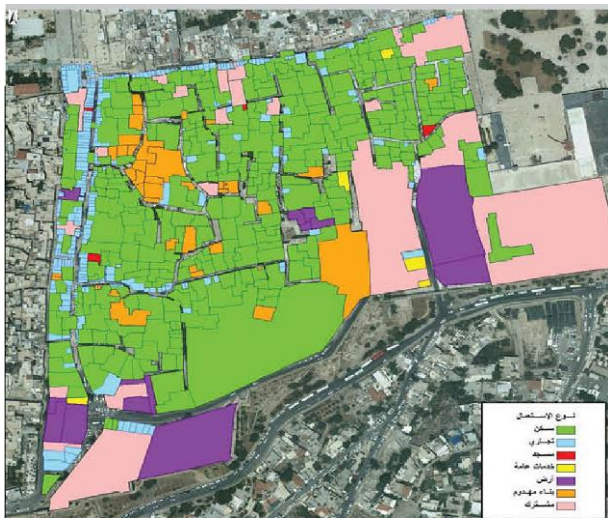 نوع الإستعمال
سكن
تجاري
مسجد
خدمات عامة
أرض
بناء مهدوم
مشترك